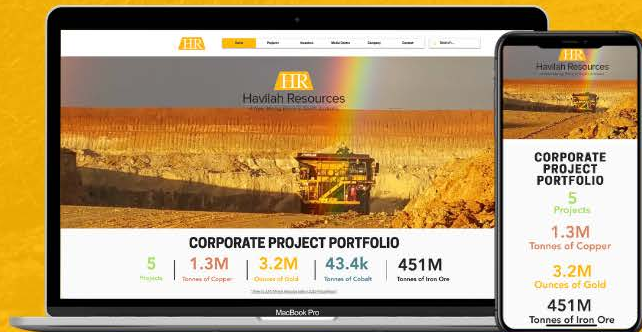 HR
Home Projects Investors Media Centre Company Contact Search...
HR
Havilah Resources
CORPORATE PROJECT PORTFOLIO
5 1.3M 3.2M 43.4k 451M
Projects Tonnes of Copper Ounces of Gold Tonnes of Cobalt Tonnes of Iron Ore
MacBook Pro
HR
Havilah Resources
CORPORATE
PROJECT
PORTFOLIO
5
Projects
1.3M
Tonnes of Copper
3.2M
Ounces of Gold
451M
Tonnes of Iron Ore